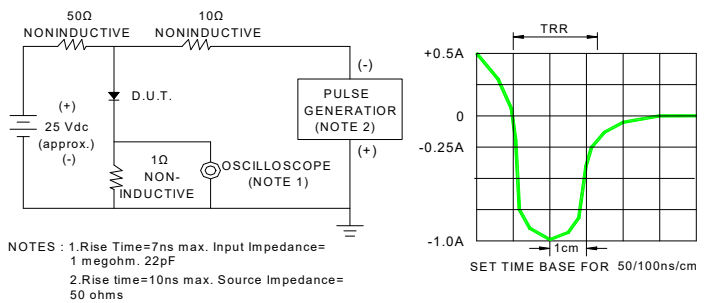 50Ω
NONINDUCTIVE
10Ω
NONINDUCTIVE
(+)
25 Vdc
(approx.)
(-)
D.U.T.
1Ω
NON-
INDUCTIVE
OSCILLOSCOPE
(NOTE 1)
(-)
PULSE
GENERATIOR
(NOTE 2)
(+)
NOTES : 1.Rise Time=7ns max. Input Impedance=
1 megohm. 22pF
2.Rise time=10ns max. Source Impedance=
50 ohms
TRR
+0.5A
0
-0.25A
-1.0A
1cm
SET TIME BASE FOR 50/100ns/cm